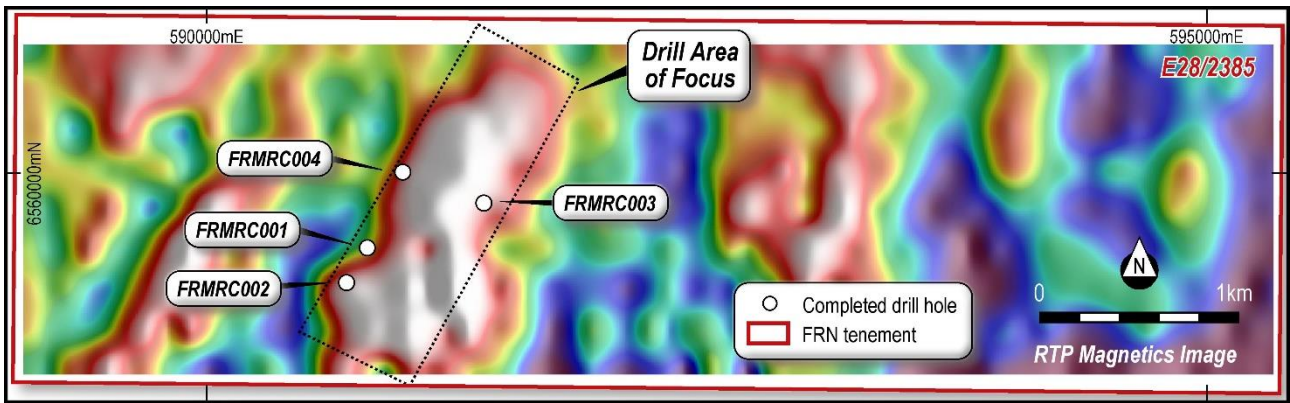 590000mE
595000mE
E28/2385
Drill Area
of Focus
FRMRC004
6560000mN
FRMRC003
FRMRC001
FRMRC002
N
Completed drill hole
FRN tenement
0
1km
RTP Magnetics Image